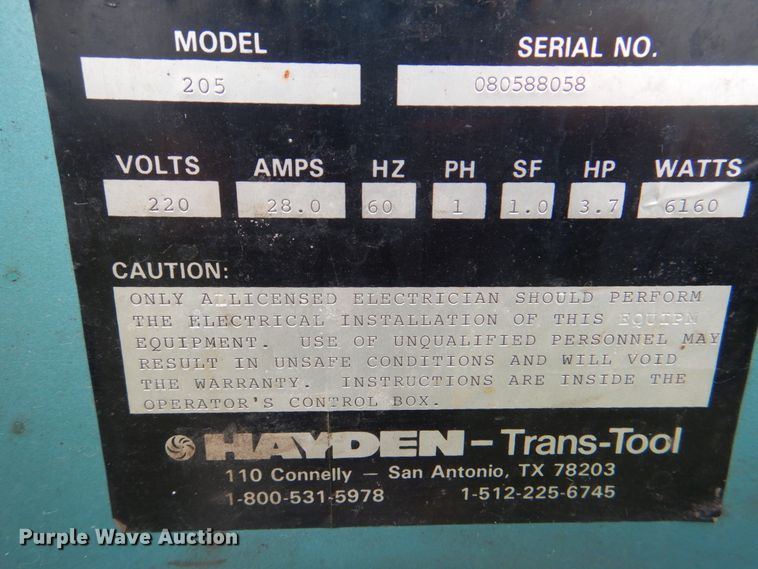 MODEL SERIAL NO.
205 080588058
VOLTS AMPS HZ PH SF HP WATTS
220 28.0 60 1 1.0 3.7 6160
CAUTION:
ONLY ALLICENSED ELECTRICIAN SHOULD PERFORM
THE ELECTRICAL INSTALLATION OF THIS EQUIPM
EQUIPMENT. USE OF UNQUALIFIED PERSONNEL MAY
RESULT IN UNSAFE CONDITIONS AND WILL VOID
THE WARRANTY. INSTRUCTIONS ARE INSIDE THE
OPERATOR'S CONTROL BOX.
HAYDEN - Trans-Tool
110 Connelly — San Antonio, TX 78203
1-800-531-5978 1-512-225-6745
Purple Wave Auction